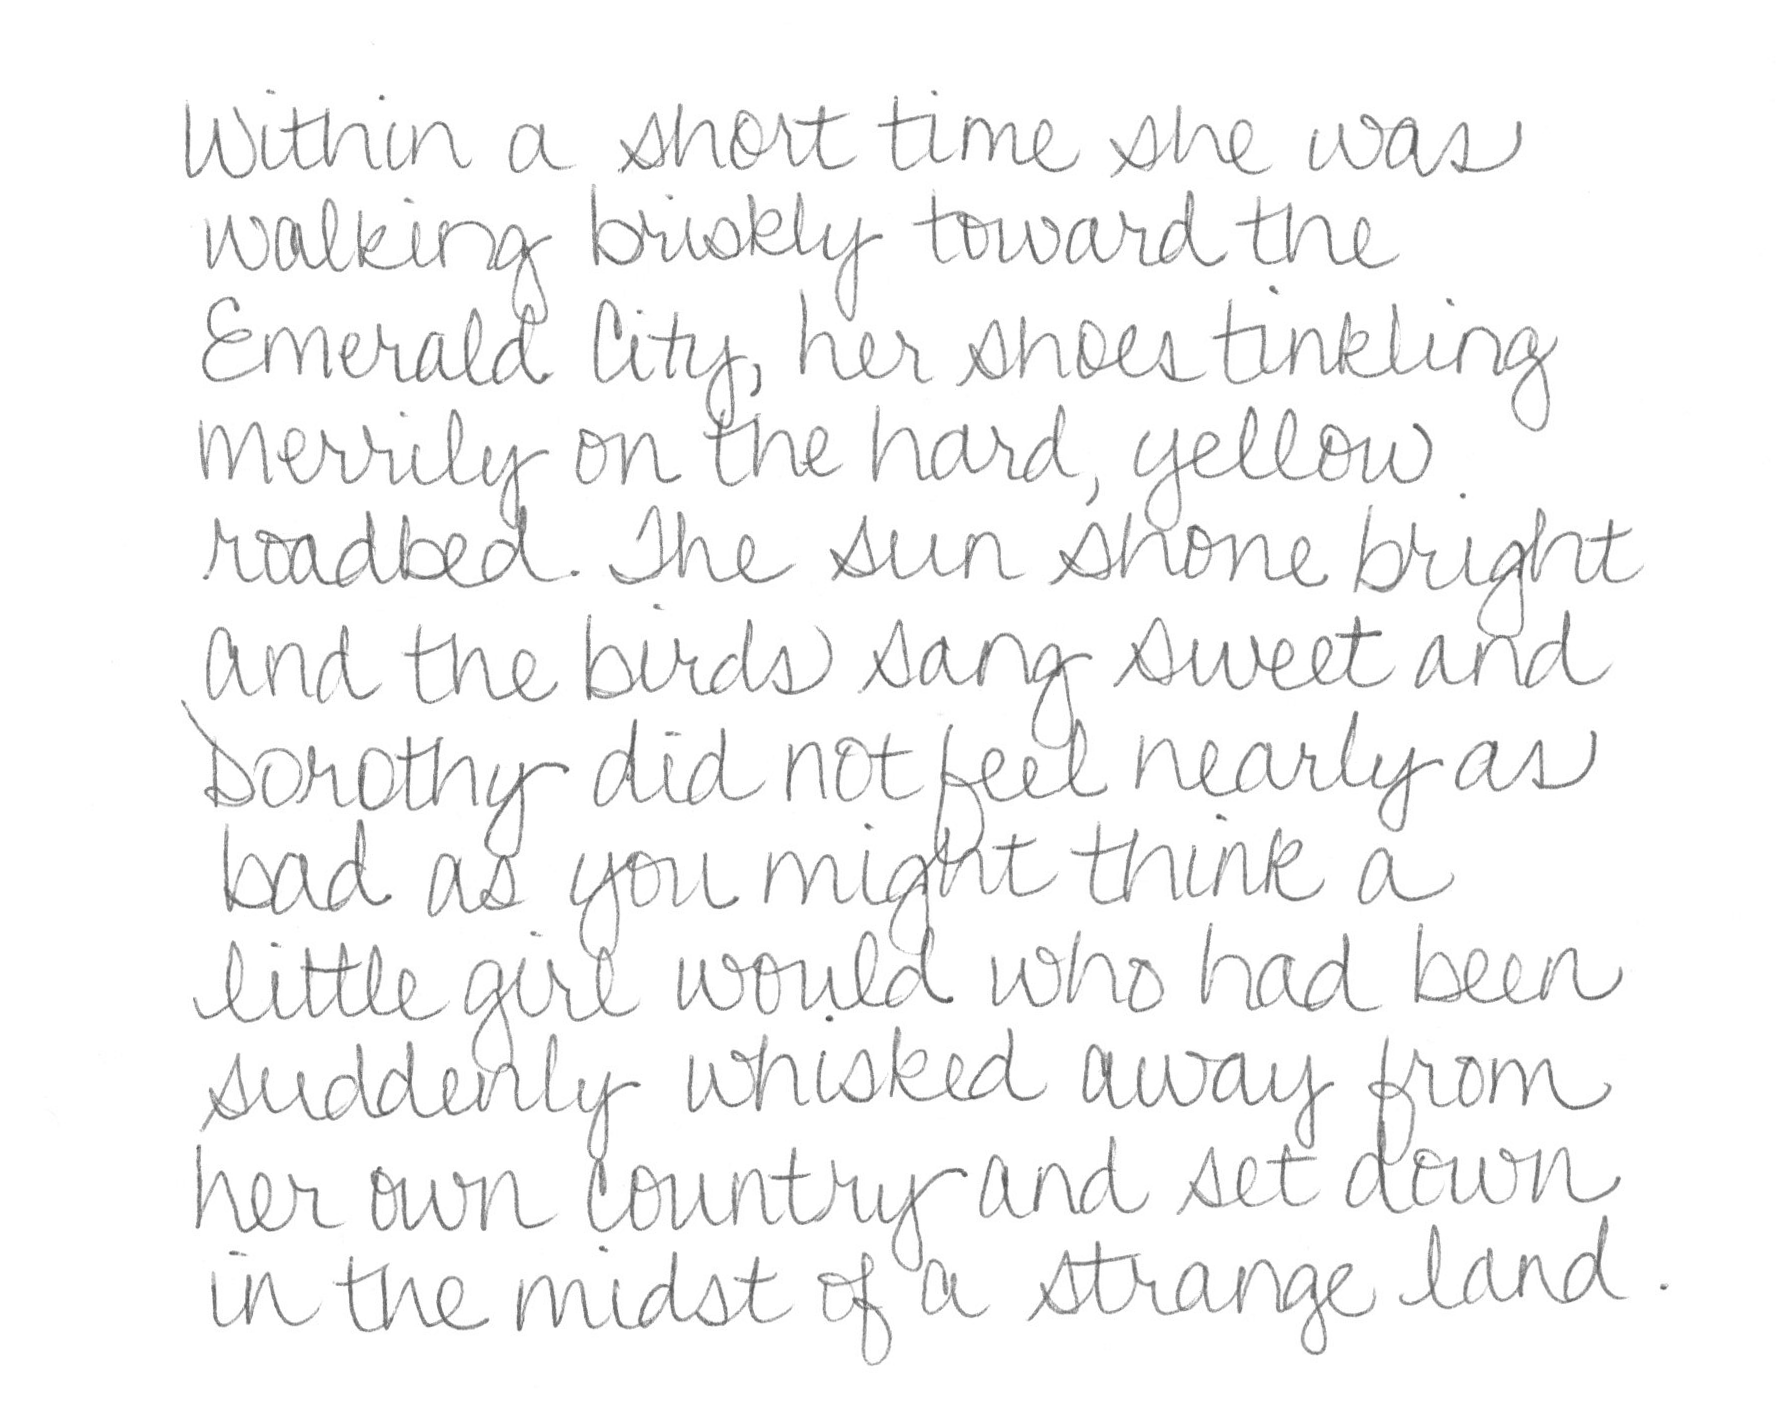 Within a short time she was
walking briskly toward the
Emerald City, her shoes tinkling
merrily on the hard, yellow
roadbed. The sun shone bright
and the birds sang sweet and
Dorothy did not feel nearly as
bad as you might think a
little girl would who had been
suddenly whisked away from
her own country and set down
in the midst of a strange land.